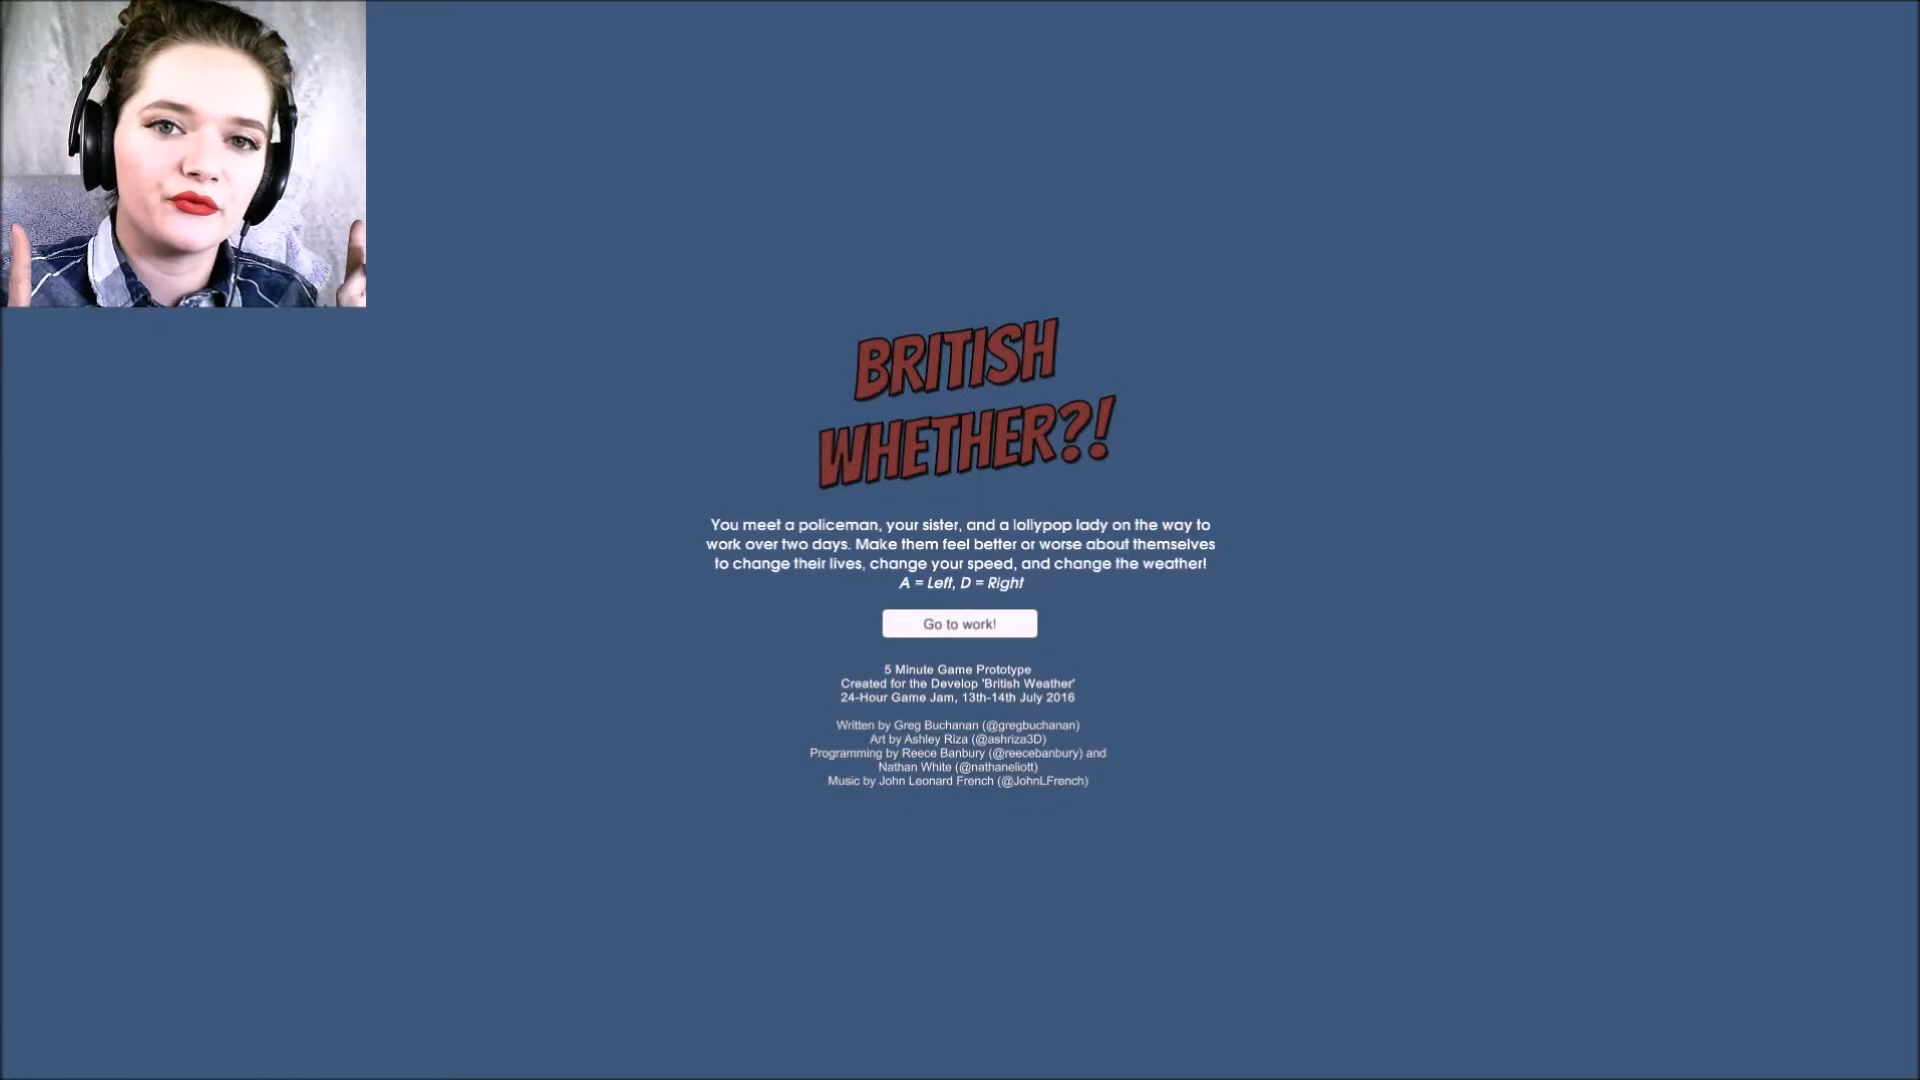 BRITISH
WHETHER?!
You meet a policeman, your sister, and a lollypop lady on the way to
work over two days. Make them feel better or worse about themselves
to change their lives, change your speed, and change the weather!
A = Left, D = Right
Go to work!
5 Minute Game Prototype
Created for the Develop 'British Weather'
24-Hour Game Jam, 13th-14th July 2016
Written by Greg Buchanan (@gregbuchanan)
Art by Ashley Riza (@ashriza3D)
Programming by Reece Banbury (@reecebanbury) and
Nathan White (@nathaneliott)
Music by John Leonard French (@JohnLFrench)